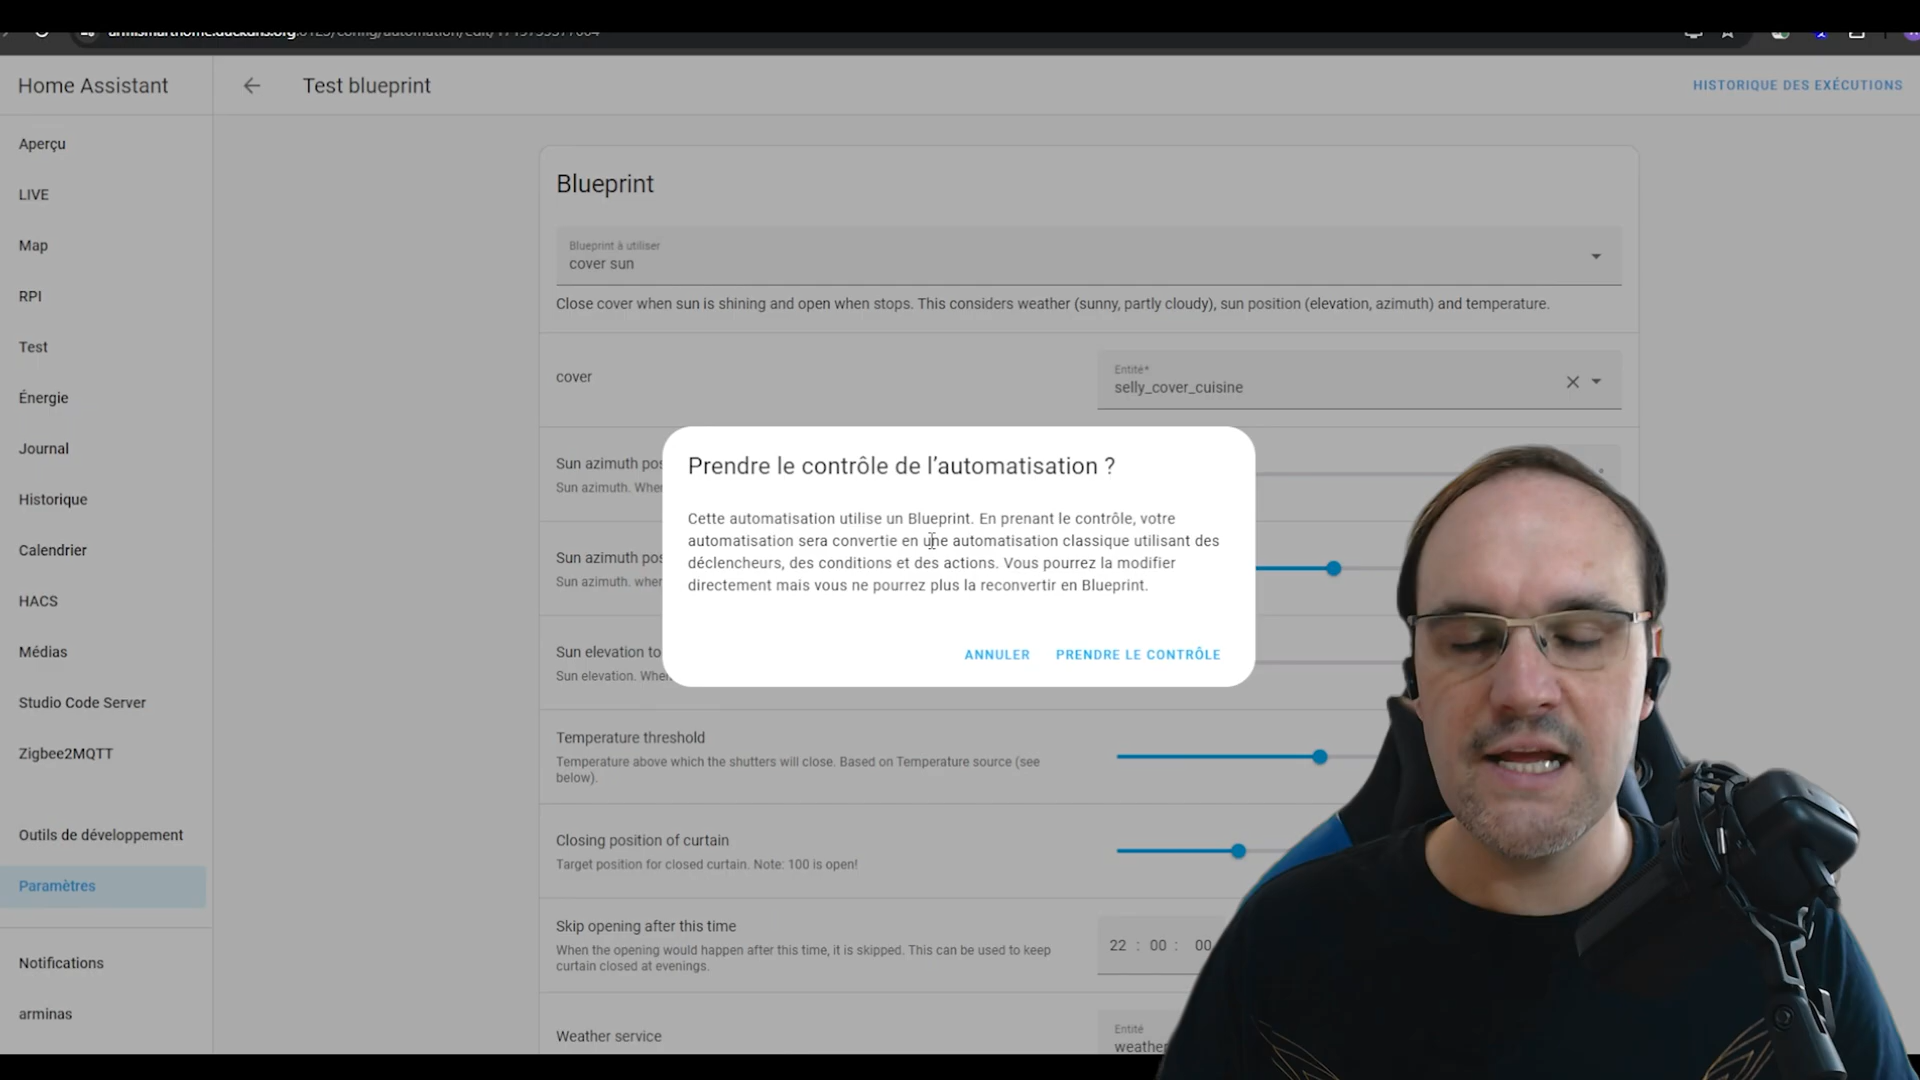 Home Assistant
Test blueprint
HISTORIQUE DES EXÉCUTIONS
Aperçu
LIVE
Map
RPI
Test
Énergie
Journal
Historique
Calendrier
HACS
Médias
Studio Code Server
Zigbee2MQTT
Outils de développement
Paramètres
Notifications
arminas
Blueprint
Blueprint à utiliser
cover sun
Close cover when sun is shining and open when stops. This considers weather (sunny, partly cloudy), sun position (elevation, azimuth) and temperature.
cover
Entité*
selly_cover_cuisine
Sun azimuth
Sun azimuth.
Sun azimuth
Sun azimuth. when
Sun elevation to
Sun elevation.
Prendre le contrôle de l’automatisation ?
Cette automatisation utilise un Blueprint. En prenant le contrôle, votre
automatisation sera convertie en une automatisation classique utilisant des
déclencheurs, des conditions et des actions. Vous pourrez la modifier
directement mais vous ne pourrez plus la reconvertir en Blueprint.
ANNULER PRENDRE LE CONTRÔLE
Temperature threshold
Temperature above which the shutters will close. Based on Temperature source (see
below).
Closing position of curtain
Target position for closed curtain. Note: 100 is open!
Skip opening after this time
When the opening would happen after this time, it is skipped. This can be used to keep
curtain closed at evenings.
22 : 00 : 00
Weather service
Entité
weather